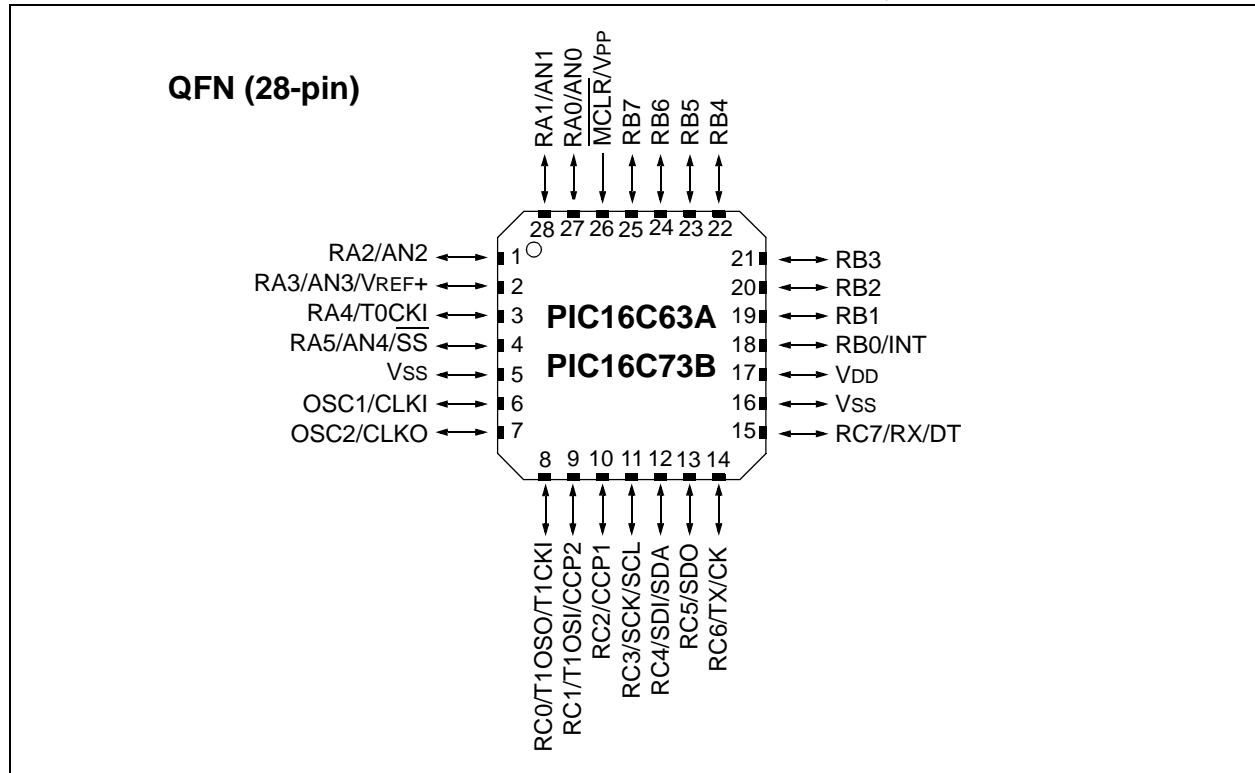 QFN (28-pin)
RA1/AN1
RA0/AN0
MCLR/VPP
RB7
RB6
RB5
RB4
28
27
26
25
24
23
22
RA2/AN2
1
RA3/AN3/VREF+
2
RA4/T0CKI
3
RA5/AN4/SS
4
VSS
5
OSC1/CLKI
6
OSC2/CLKO
7
PIC16C63A
PIC16C73B
21
RB3
20
RB2
19
RB1
18
RB0/INT
17
VDD
16
VSS
15
RC7/RX/DT
8
9
10
11
12
13
14
RC0/T1OSO/T1CKI
RC1/T1OSI/CCP2
RC2/CCP1
RC3/SCK/SCL
RC4/SDI/SDA
RC5/SDO
RC6/TX/CK